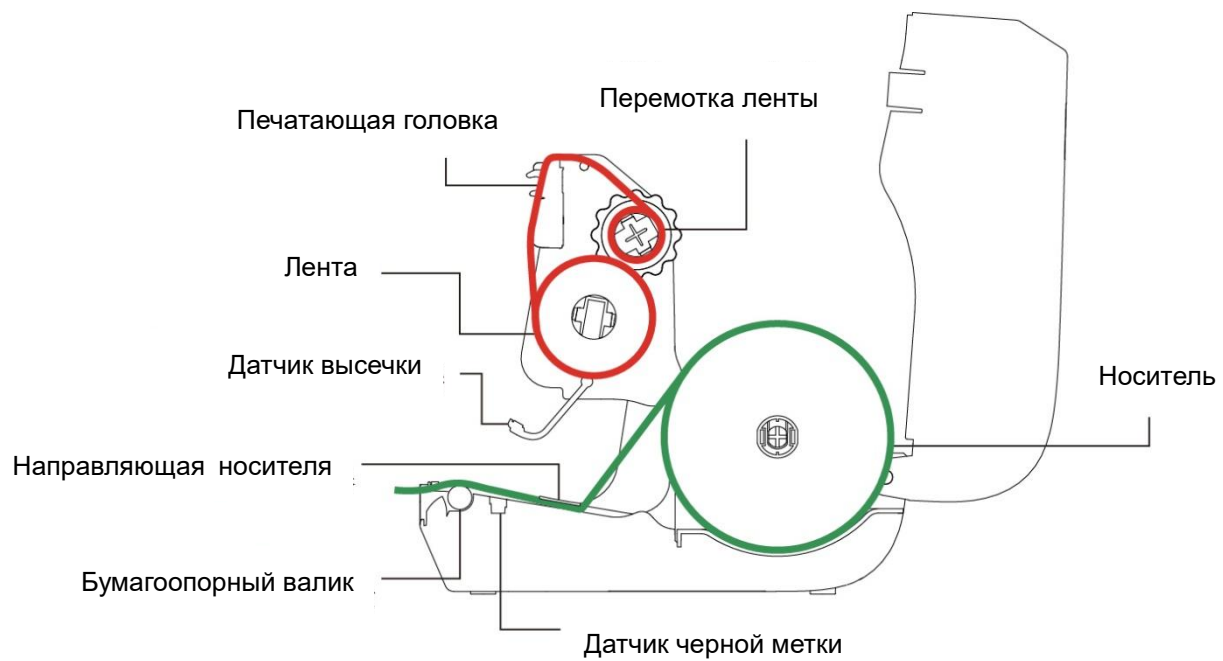 Перемотка ленты
Печатающая головка
Лента
Датчик высечки
Носитель
Направляющая носителя
Бумагоопорный валик
Датчик черной метки